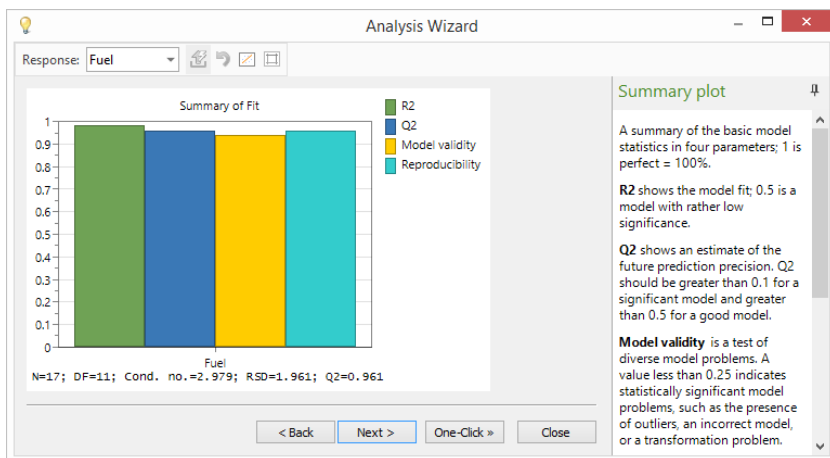 Analysis Wizard
Response: Fuel
Summary of Fit
R2
Q2
Model validity
Reproducibility
1
0.9
0.8
0.7
0.6
0.5
0.4
0.3
0.2
0.1
0
Fuel
N=17; DF=11; Cond. no.=2.979; RSD=1.961; Q2=0.961
< Back
Next >
One-Click »
Close
Summary plot
A summary of the basic model
statistics in four parameters; 1 is
perfect = 100%.
R2 shows the model fit; 0.5 is a
model with rather low
significance.
Q2 shows an estimate of the
future prediction precision. Q2
should be greater than 0.1 for a
significant model and greater
than 0.5 for a good model.
Model validity is a test of
diverse model problems. A
value less than 0.25 indicates
statistically significant model
problems, such as the presence
of outliers, an incorrect model,
or a transformation problem.